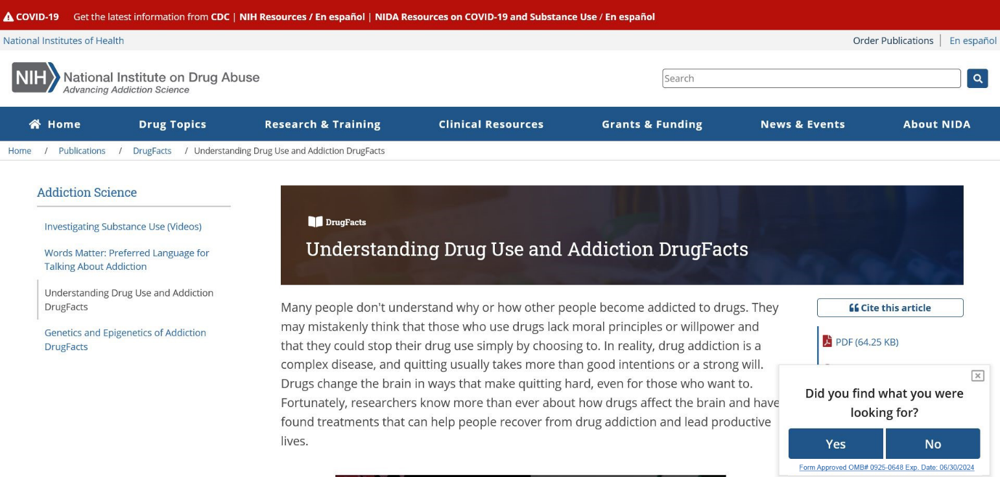 COVID-19 Get the latest information from CDC | NIH Resources / En español | NIDA Resources on COVID-19 and Substance Use / En español
National Institutes of Health
Order Publications | En español
NIH National Institute on Drug Abuse
Advancing Addiction Science
Search
Home Drug Topics Research & Training Clinical Resources Grants & Funding News & Events About NIDA
Home / Publications / DrugFacts / Understanding Drug Use and Addiction DrugFacts
Addiction Science
Investigating Substance Use (Videos)
Words Matter: Preferred Language for
Talking About Addiction
Understanding Drug Use and Addiction
DrugFacts
Genetics and Epigenetics of Addiction
DrugFacts
DrugFacts
Understanding Drug Use and Addiction DrugFacts
Many people don't understand why or how other people become addicted to drugs. They
may mistakenly think that those who use drugs lack moral principles or willpower and
that they could stop their drug use simply by choosing to. In reality, drug addiction is a
complex disease, and quitting usually takes more than good intentions or a strong will.
Drugs change the brain in ways that make quitting hard, even for those who want to.
Fortunately, researchers know more than ever about how drugs affect the brain and have
found treatments that can help people recover from drug addiction and lead productive
lives.
Cite this article
PDF (64.25 KB)
Did you find what you were
looking for?
Yes No
Form Approved OMB# 0925-0648 Exp. Date: 06/30/2024